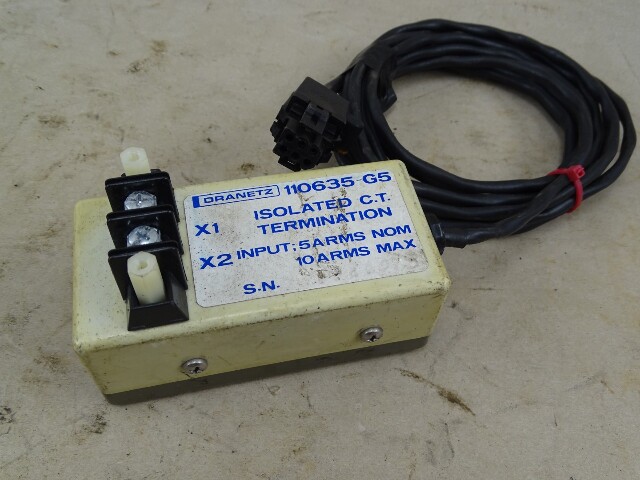 DRANETZ 110635-G5
X1 ISOLATED C.T.
TERMINATION
X2 INPUT; 5ARMS NOM
10 ARMS MAX
S.N.